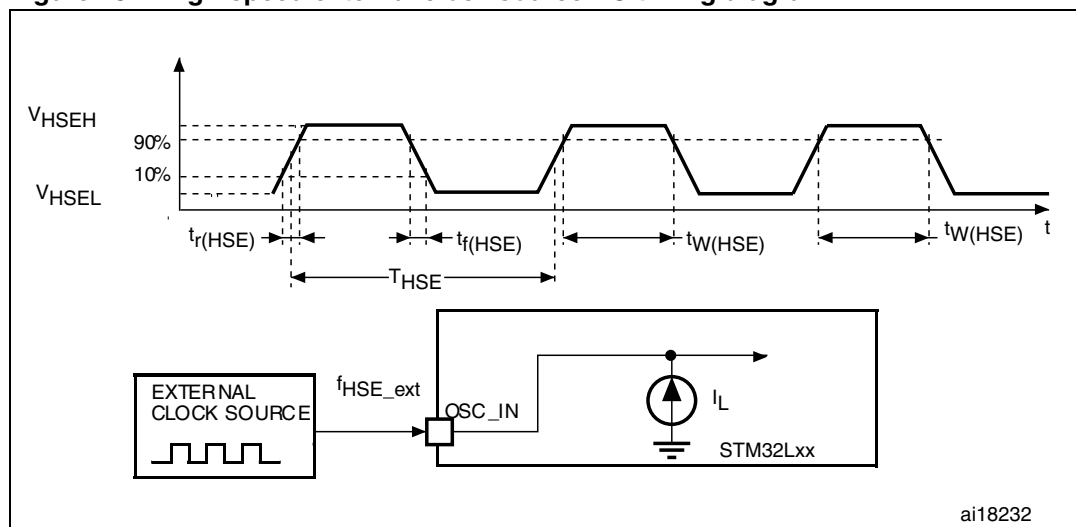 VHSEH
90%
10%
VHSEL
tr(HSE)
tf(HSE)
tW(HSE)
tW(HSE)
t
THSE
EXTERNAL
CLOCK SOURCE
fHSE_ext
OSC_IN
IL
STM32Lxx
ai18232